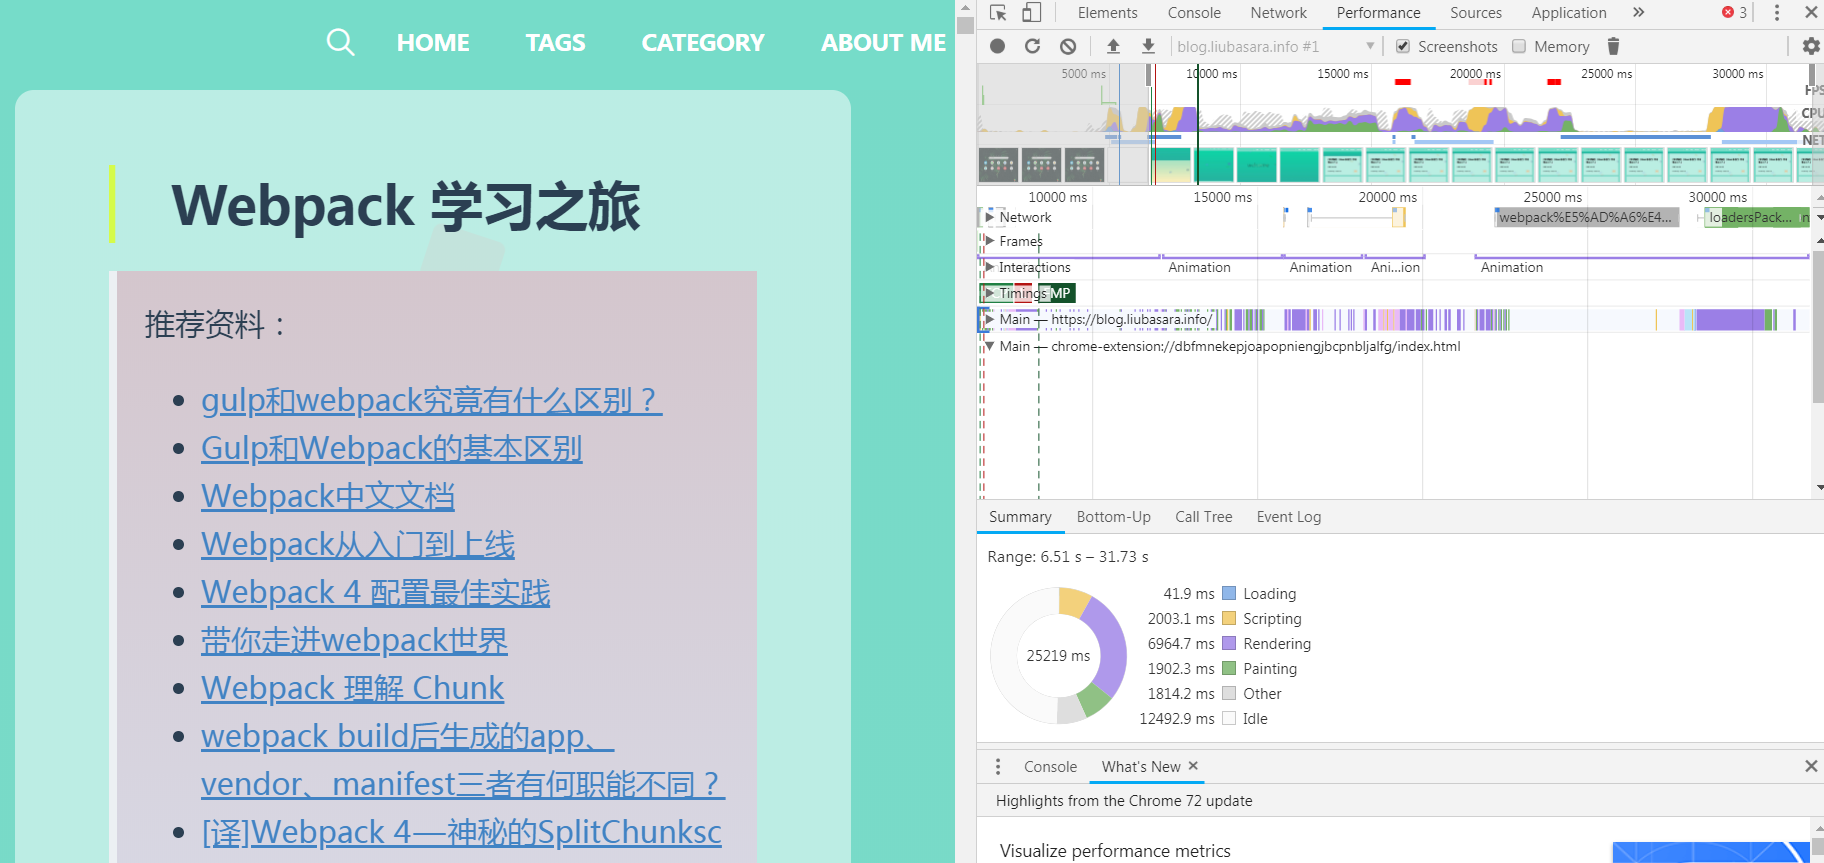 HOME TAGS CATEGORY ABOUT ME
Webpack 学习之旅
推荐资料：
gulp和webpack究竟有什么区别？
Gulp和Webpack的基本区别
Webpack中文文档
Webpack从入门到上线
Webpack 4 配置最佳实践
带你走进webpack世界
Webpack 理解 Chunk
webpack build后生成的app、
vendor、manifest三者有何职能不同？
[译]Webpack 4—神秘的SplitChunksc
Elements Console Network Performance Sources Application » 3
blog.liubasara.info #1 Screenshots Memory
5000 ms 10000 ms 15000 ms 20000 ms 25000 ms 30000 ms
FPS
CPU
NET
10000 ms 15000 ms 20000 ms 25000 ms 30000 ms
Network webpack%E5%AD%A6%E4... loadersPack... n
Frames
Interactions Animation Animation Ani...ion Animation
Timings MP
Main — https://blog.liubasara.info/
Main — chrome-extension://dbfmnekepjoapopniengjbcpnbljalfg/index.html
Summary Bottom-Up Call Tree Event Log
Range: 6.51 s – 31.73 s
25219 ms
41.9 ms Loading
2003.1 ms Scripting
6964.7 ms Rendering
1902.3 ms Painting
1814.2 ms Other
12492.9 ms Idle
Console What's New ×
Highlights from the Chrome 72 update
Visualize performance metrics